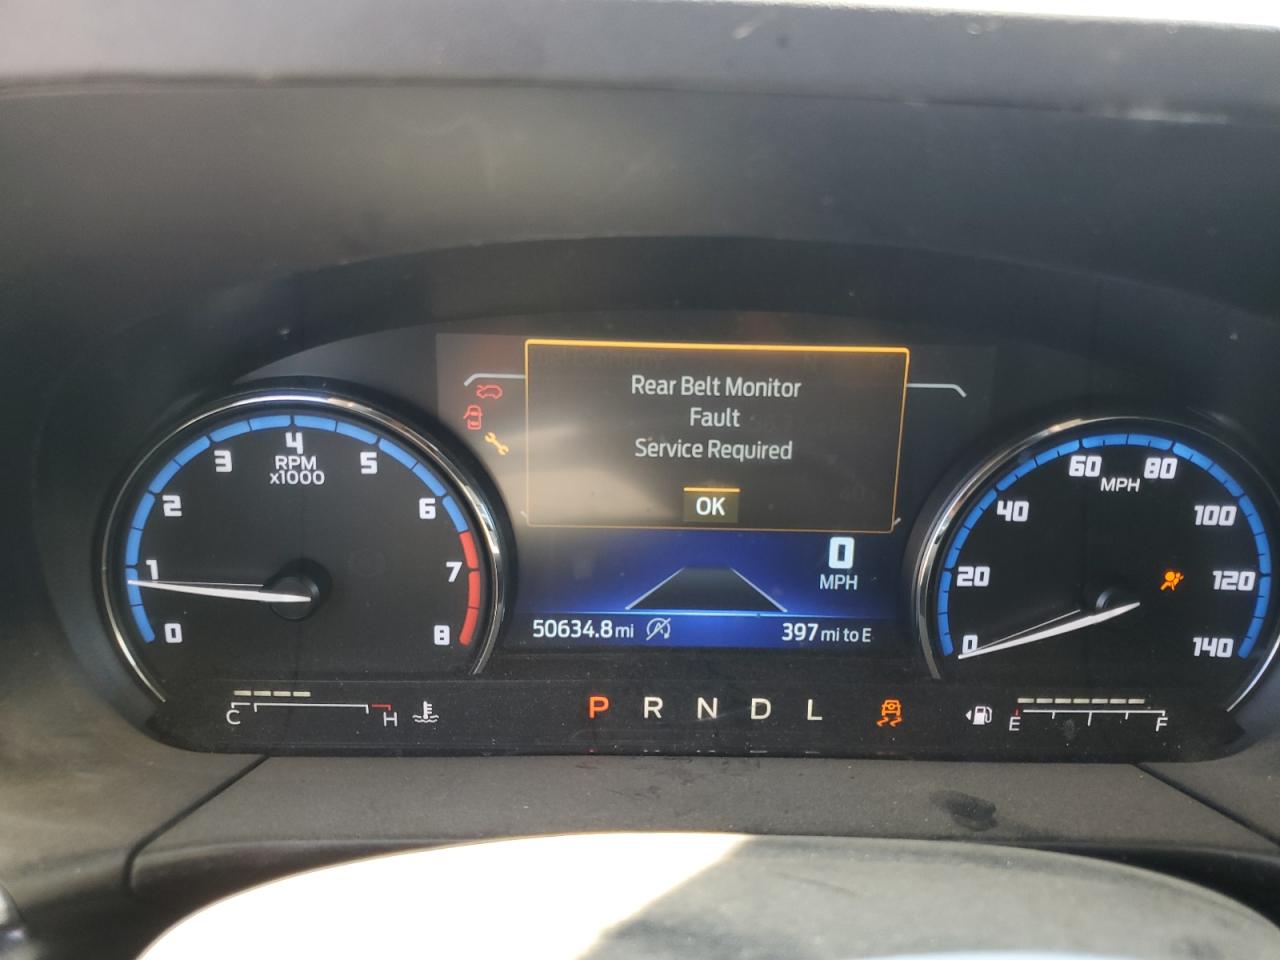 Rear Belt Monitor
Fault
Service Required
OK
0
MPH
50634.8 mi
397 mi to E
0
1
2
3
4
5
6
7
8
RPM
x1000
0
20
40
60
80
100
120
140
MPH
C
H
P R N D L
E
F